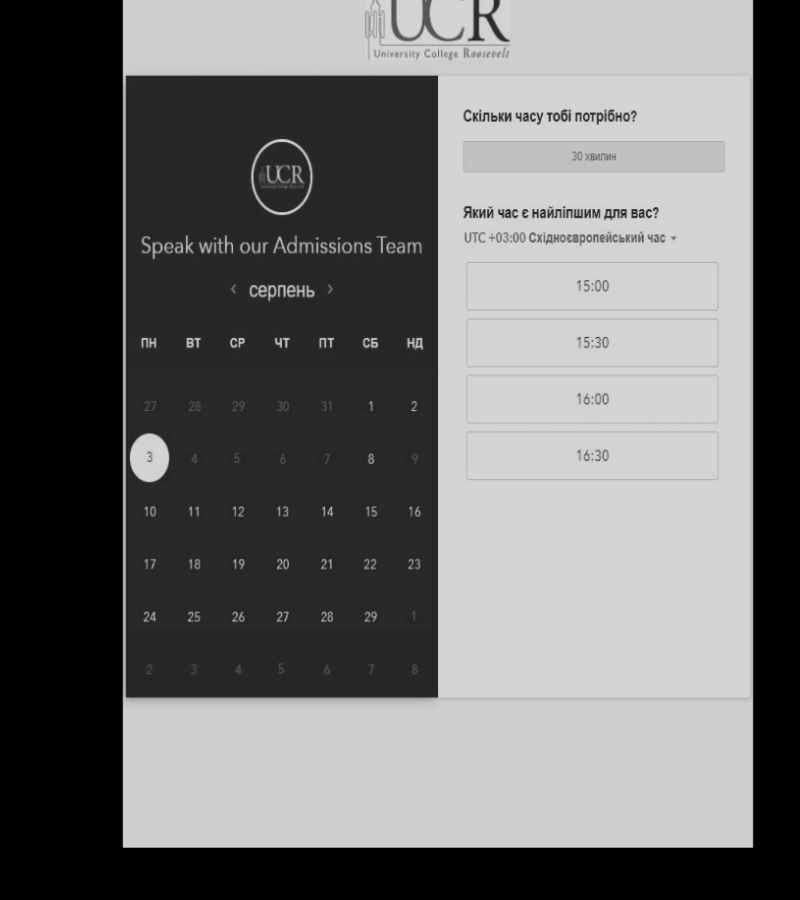 UCR
University College Roosevelt
UCR
Speak with our Admissions Team
< серпень >
ПН ВТ СР ЧТ ПТ СБ НД
27 28 29 30 31 1 2
3 4 5 6 7 8 9
10 11 12 13 14 15 16
17 18 19 20 21 22 23
24 25 26 27 28 29 1
2 3 4 5 6 7 8
Скільки часу тобі потрібно?
30 хвилин
Який час є найліпшим для вас?
UTC +03:00 Східноєвропейський час
15:00
15:30
16:00
16:30